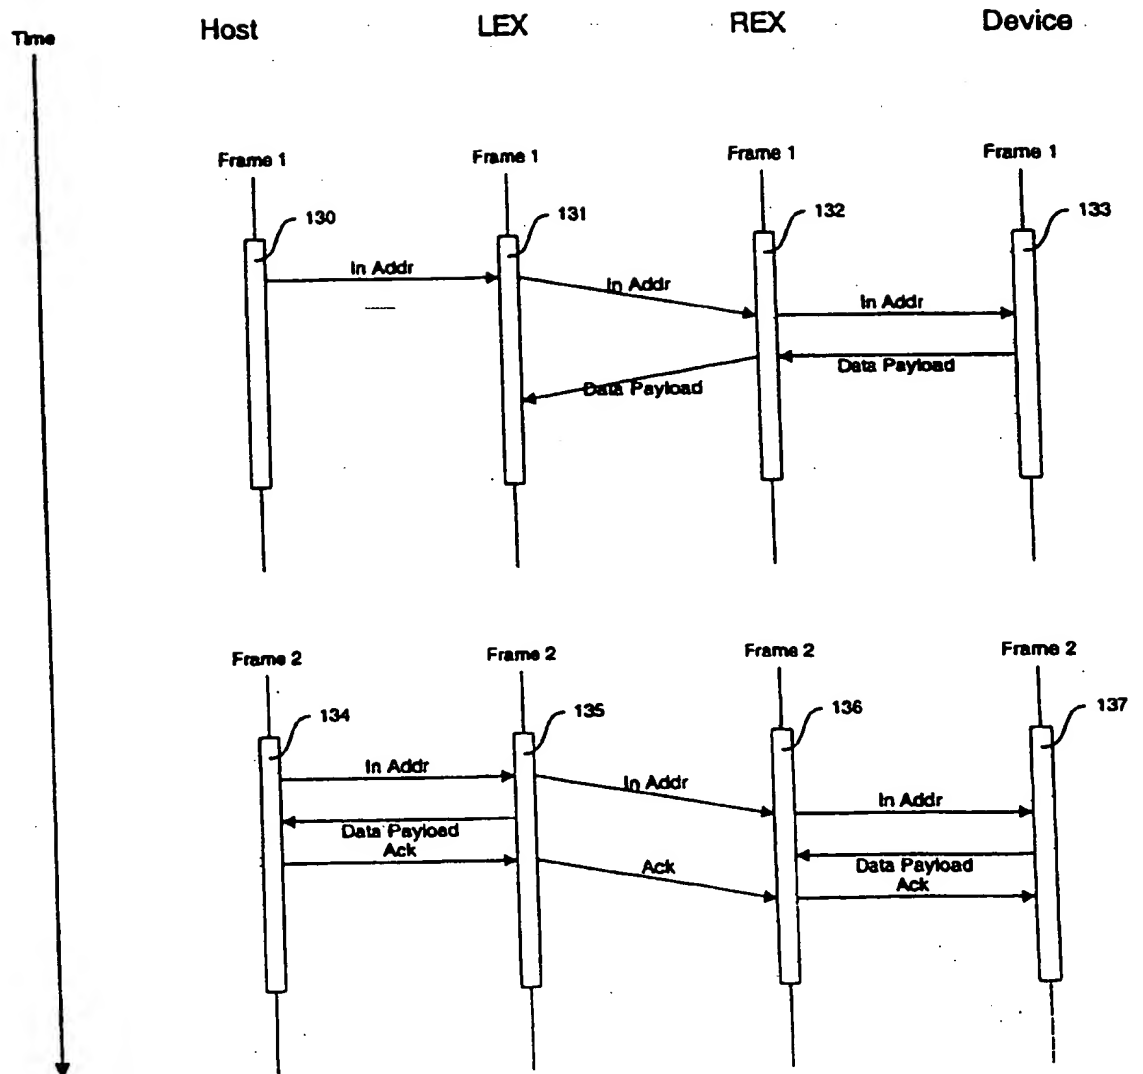 Time
Host LEX REX Device
Frame 1 Frame 1 Frame 1 Frame 1
130 131 132 133
In Addr In Addr In Addr
Data Payload Data Payload
Frame 2 Frame 2 Frame 2 Frame 2
134 135 136 137
In Addr In Addr In Addr
Data Payload Data Payload
Ack Ack Ack